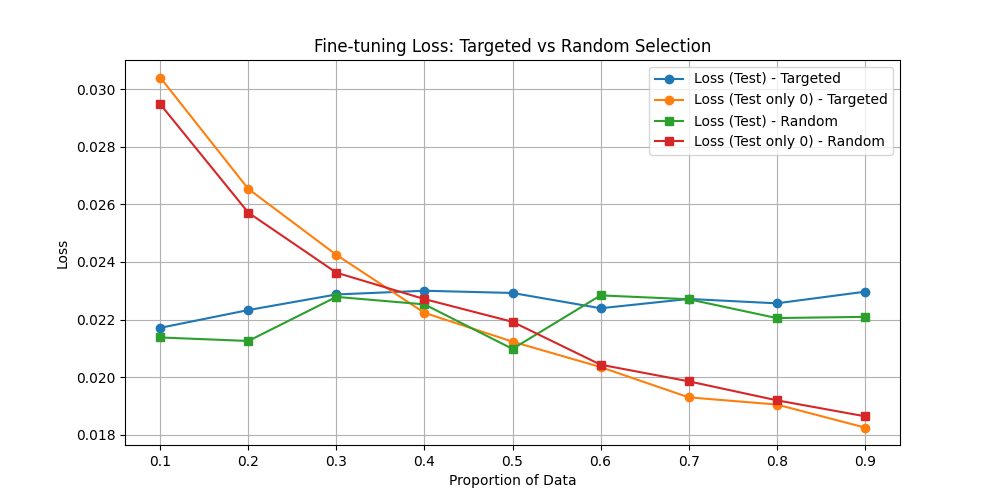 Fine-tuning Loss: Targeted vs Random Selection
Loss (Test) - Targeted
Loss (Test only 0) - Targeted
Loss (Test) - Random
Loss (Test only 0) - Random
0.030
0.028
0.026
0.024
0.022
0.020
0.018
Loss
0.1 0.2 0.3 0.4 0.5 0.6 0.7 0.8 0.9
Proportion of Data